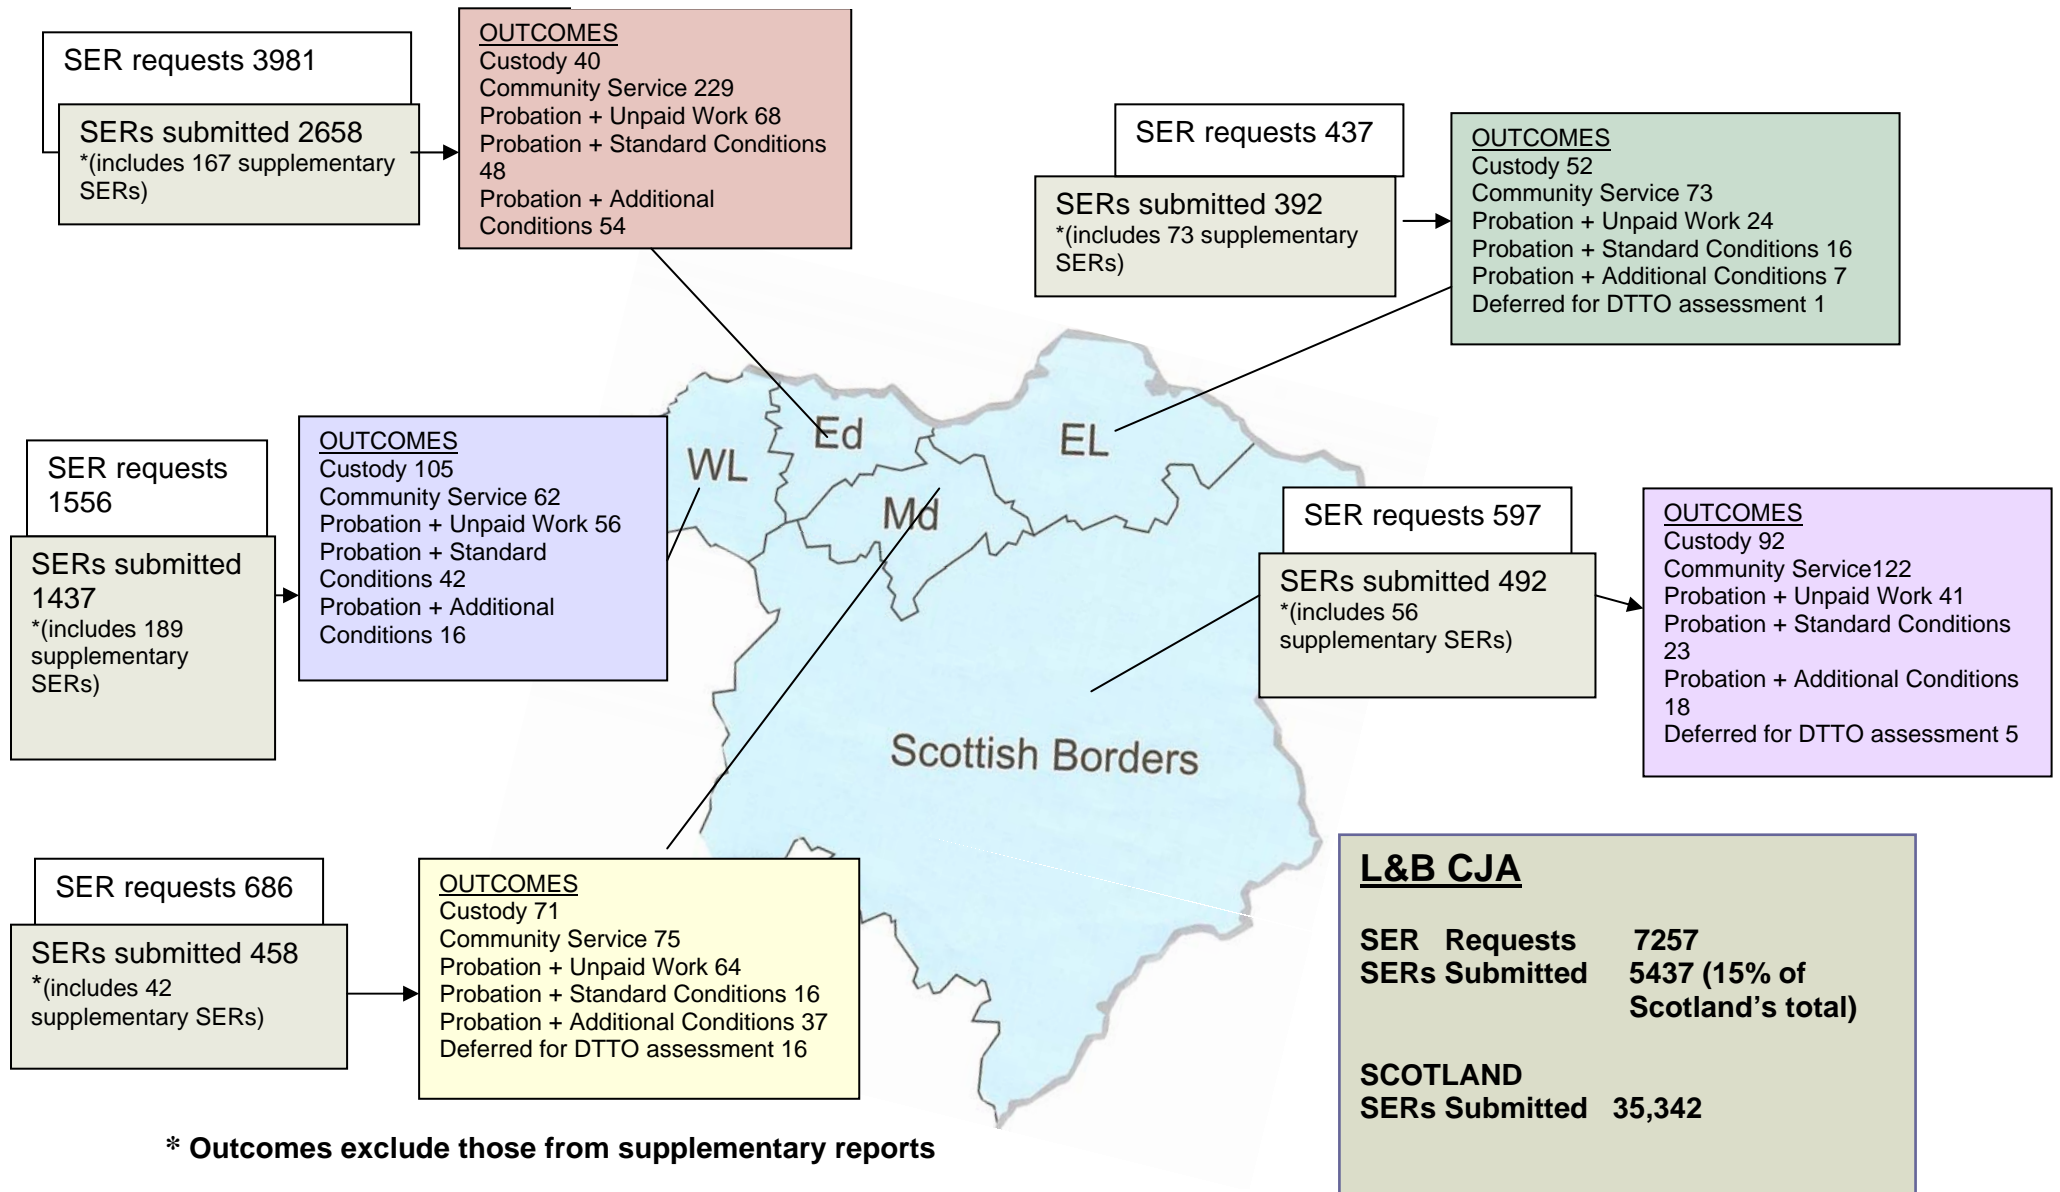 SER requests 3981
SERs submitted 2658
*(includes 167 supplementary
SERs)
OUTCOMES
Custody 40
Community Service 229
Probation + Unpaid Work 68
Probation + Standard Conditions
48
Probation + Additional
Conditions 54
SER requests 437
SERs submitted 392
*(includes 73 supplementary
SERs)
OUTCOMES
Custody 52
Community Service 73
Probation + Unpaid Work 24
Probation + Standard Conditions 16
Probation + Additional Conditions 7
Deferred for DTTO assessment 1
SER requests
1556
SERs submitted
1437
*(includes 189
supplementary
SERs)
OUTCOMES
Custody 105
Community Service 62
Probation + Unpaid Work 56
Probation + Standard
Conditions 42
Probation + Additional
Conditions 16
WL
Ed
EL
Md
Scottish Borders
SER requests 597
SERs submitted 492
*(includes 56
supplementary SERs)
OUTCOMES
Custody 92
Community Service122
Probation + Unpaid Work 41
Probation + Standard Conditions
23
Probation + Additional Conditions
18
Deferred for DTTO assessment 5
SER requests 686
SERs submitted 458
*(includes 42
supplementary SERs)
OUTCOMES
Custody 71
Community Service 75
Probation + Unpaid Work 64
Probation + Standard Conditions 16
Probation + Additional Conditions 37
Deferred for DTTO assessment 16
L&B CJA
SER Requests 7257
SERs Submitted 5437 (15% of
Scotland’s total)
SCOTLAND
SERs Submitted 35,342
* Outcomes exclude those from supplementary reports